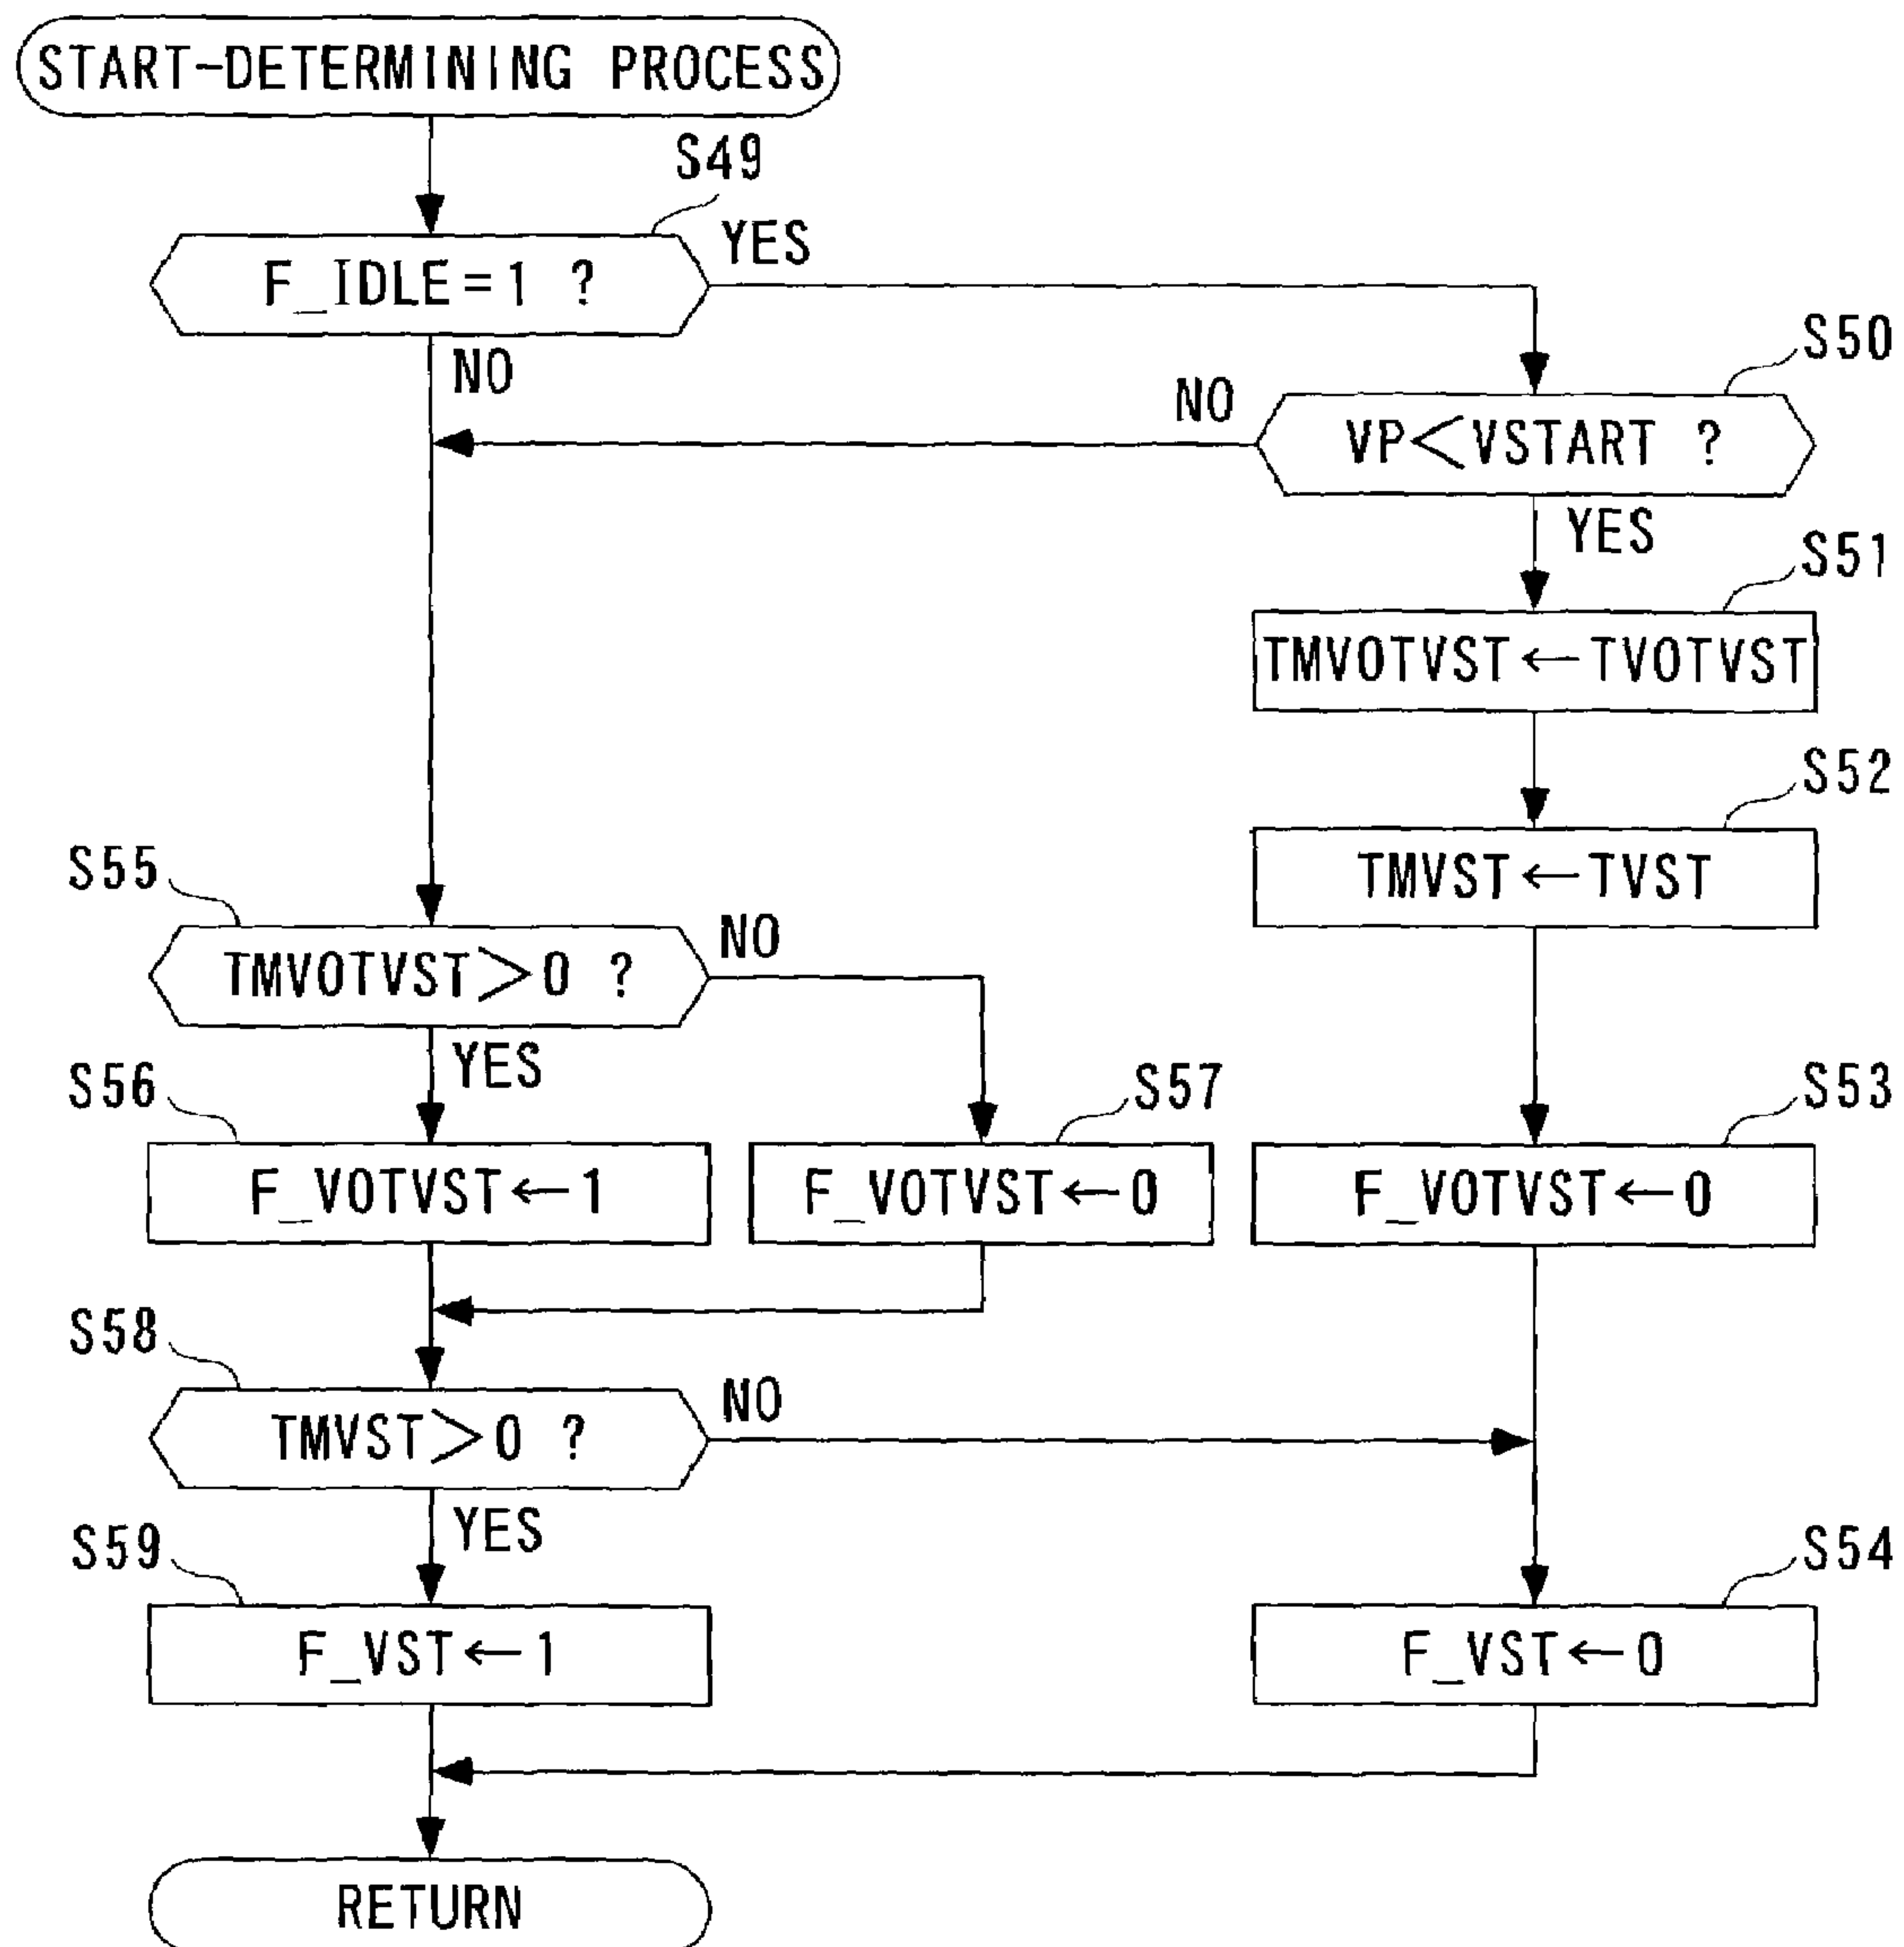 START-DETERMINING PROCESS
S49
F_IDLE=1 ?
YES
NO
S50
VP<VSTART ?
NO
YES
S51
TMVOTVST←TVOTVST
S52
TMVST←TVST
S55
TMVOTVST>0 ?
NO
YES
S56
F_VOTVST←1
S57
F_VOTVST←0
S53
F_VOTVST←0
S58
TMVST>0 ?
NO
YES
S59
F_VST←1
S54
F_VST←0
RETURN